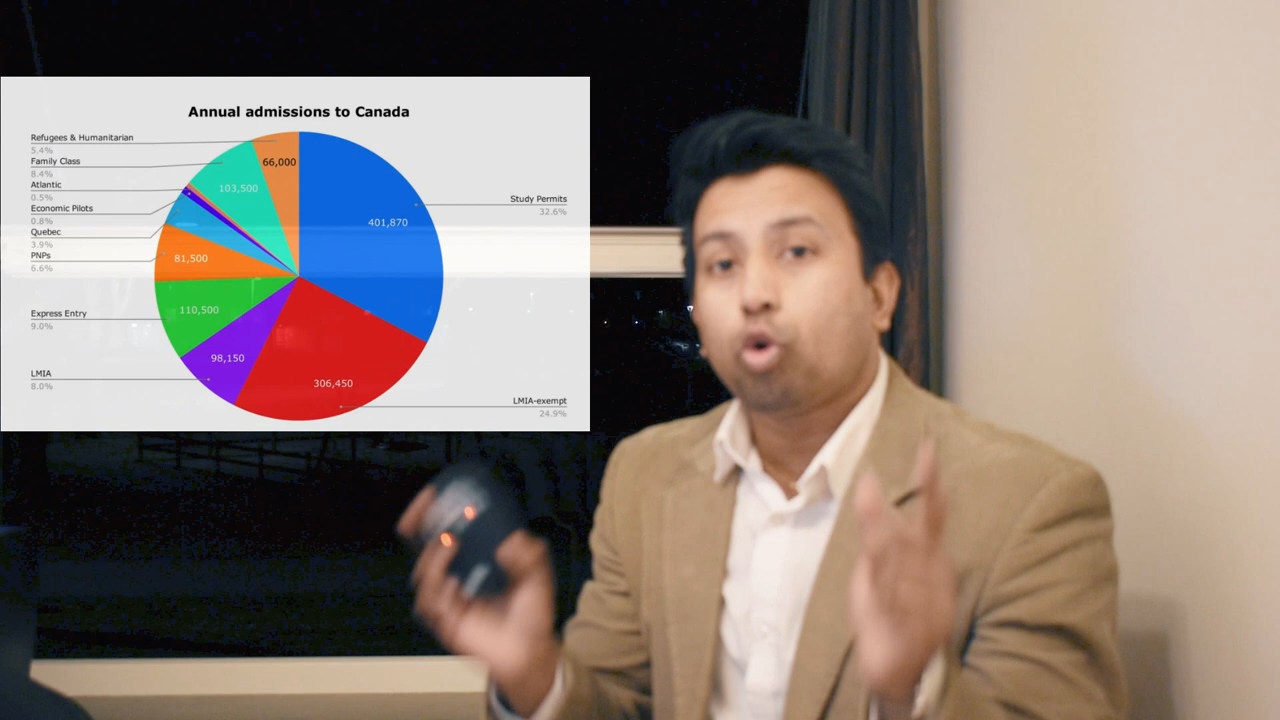 Annual admissions to Canada
Refugees & Humanitarian
5.4%
Family Class
8.4%
Atlantic
0.5%
Economic Pilots
0.8%
Quebec
3.9%
PNPs
6.6%
Express Entry
9.0%
LMIA
8.0%
66,000
103,500
401,870
81,500
110,500
98,150
306,450
Study Permits
32.6%
LMIA-exempt
24.9%